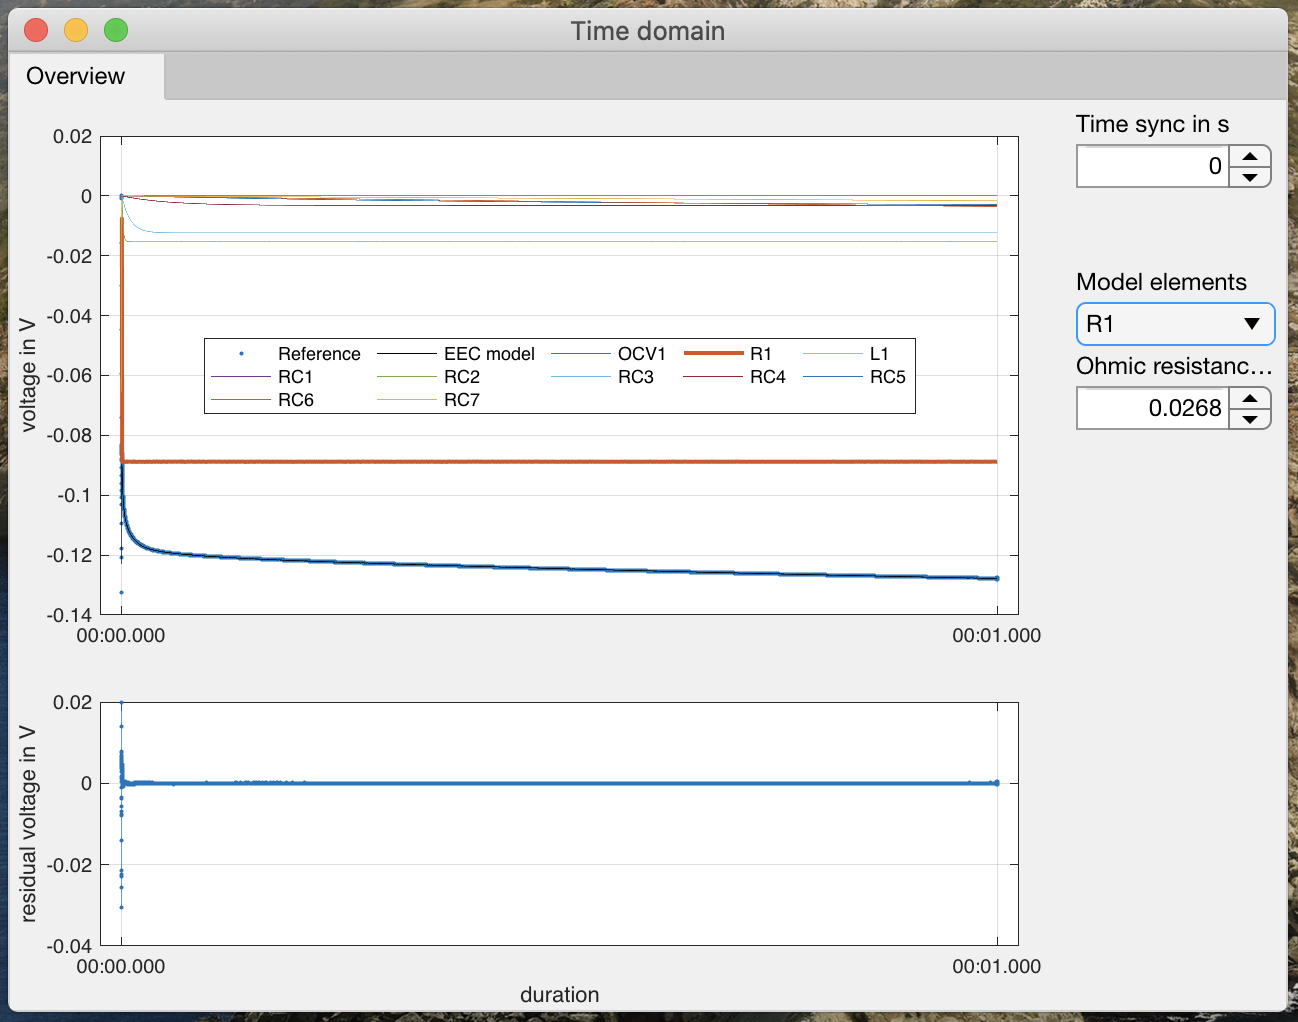 Time domain
Overview
Time sync in s
0
Model elements
R1
Ohmic resistanc...
0.0268
0.02
0
-0.02
-0.04
-0.06
-0.08
-0.1
-0.12
-0.14
voltage in V
Reference EEC model OCV1 R1 L1
RC1 RC2 RC3 RC4 RC5
RC6 RC7
00:00.000 00:01.000
0.02
0
-0.02
-0.04
residual voltage in V
00:00.000 00:01.000
duration